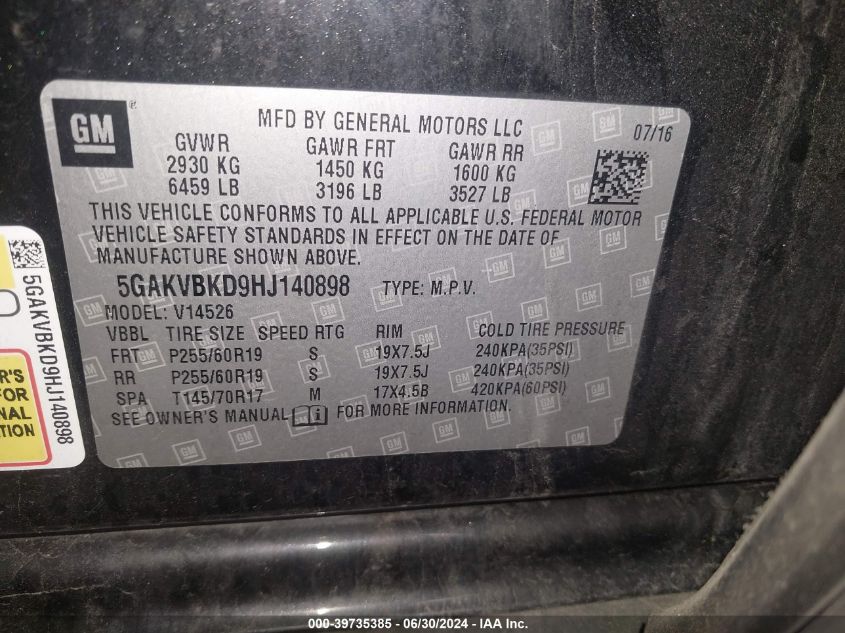 GM
MFD BY GENERAL MOTORS LLC
07/16
GVWR GAWR FRT GAWR RR
2930 KG 1450 KG 1600 KG
6459 LB 3196 LB 3527 LB
THIS VEHICLE CONFORMS TO ALL APPLICABLE U.S. FEDERAL MOTOR
VEHICLE SAFETY STANDARDS IN EFFECT ON THE DATE OF
MANUFACTURE SHOWN ABOVE.
5GAKVBKD9HJ140898 TYPE: M.P.V.
MODEL: V14526
VBBL TIRE SIZE SPEED RTG RIM COLD TIRE PRESSURE
FRT P255/60R19 S 19X7.5J 240KPA(35PSI)
RR P255/60R19 S 19X7.5J 240KPA(35PSI)
SPA T145/70R17 M 17X4.5B 420KPA(60PSI)
SEE OWNER'S MANUAL i FOR MORE INFORMATION.
5GAKVBKD9HJ140898
R'S
FOR
NAL
TION
000-39735385 - 06/30/2024 - IAA Inc.